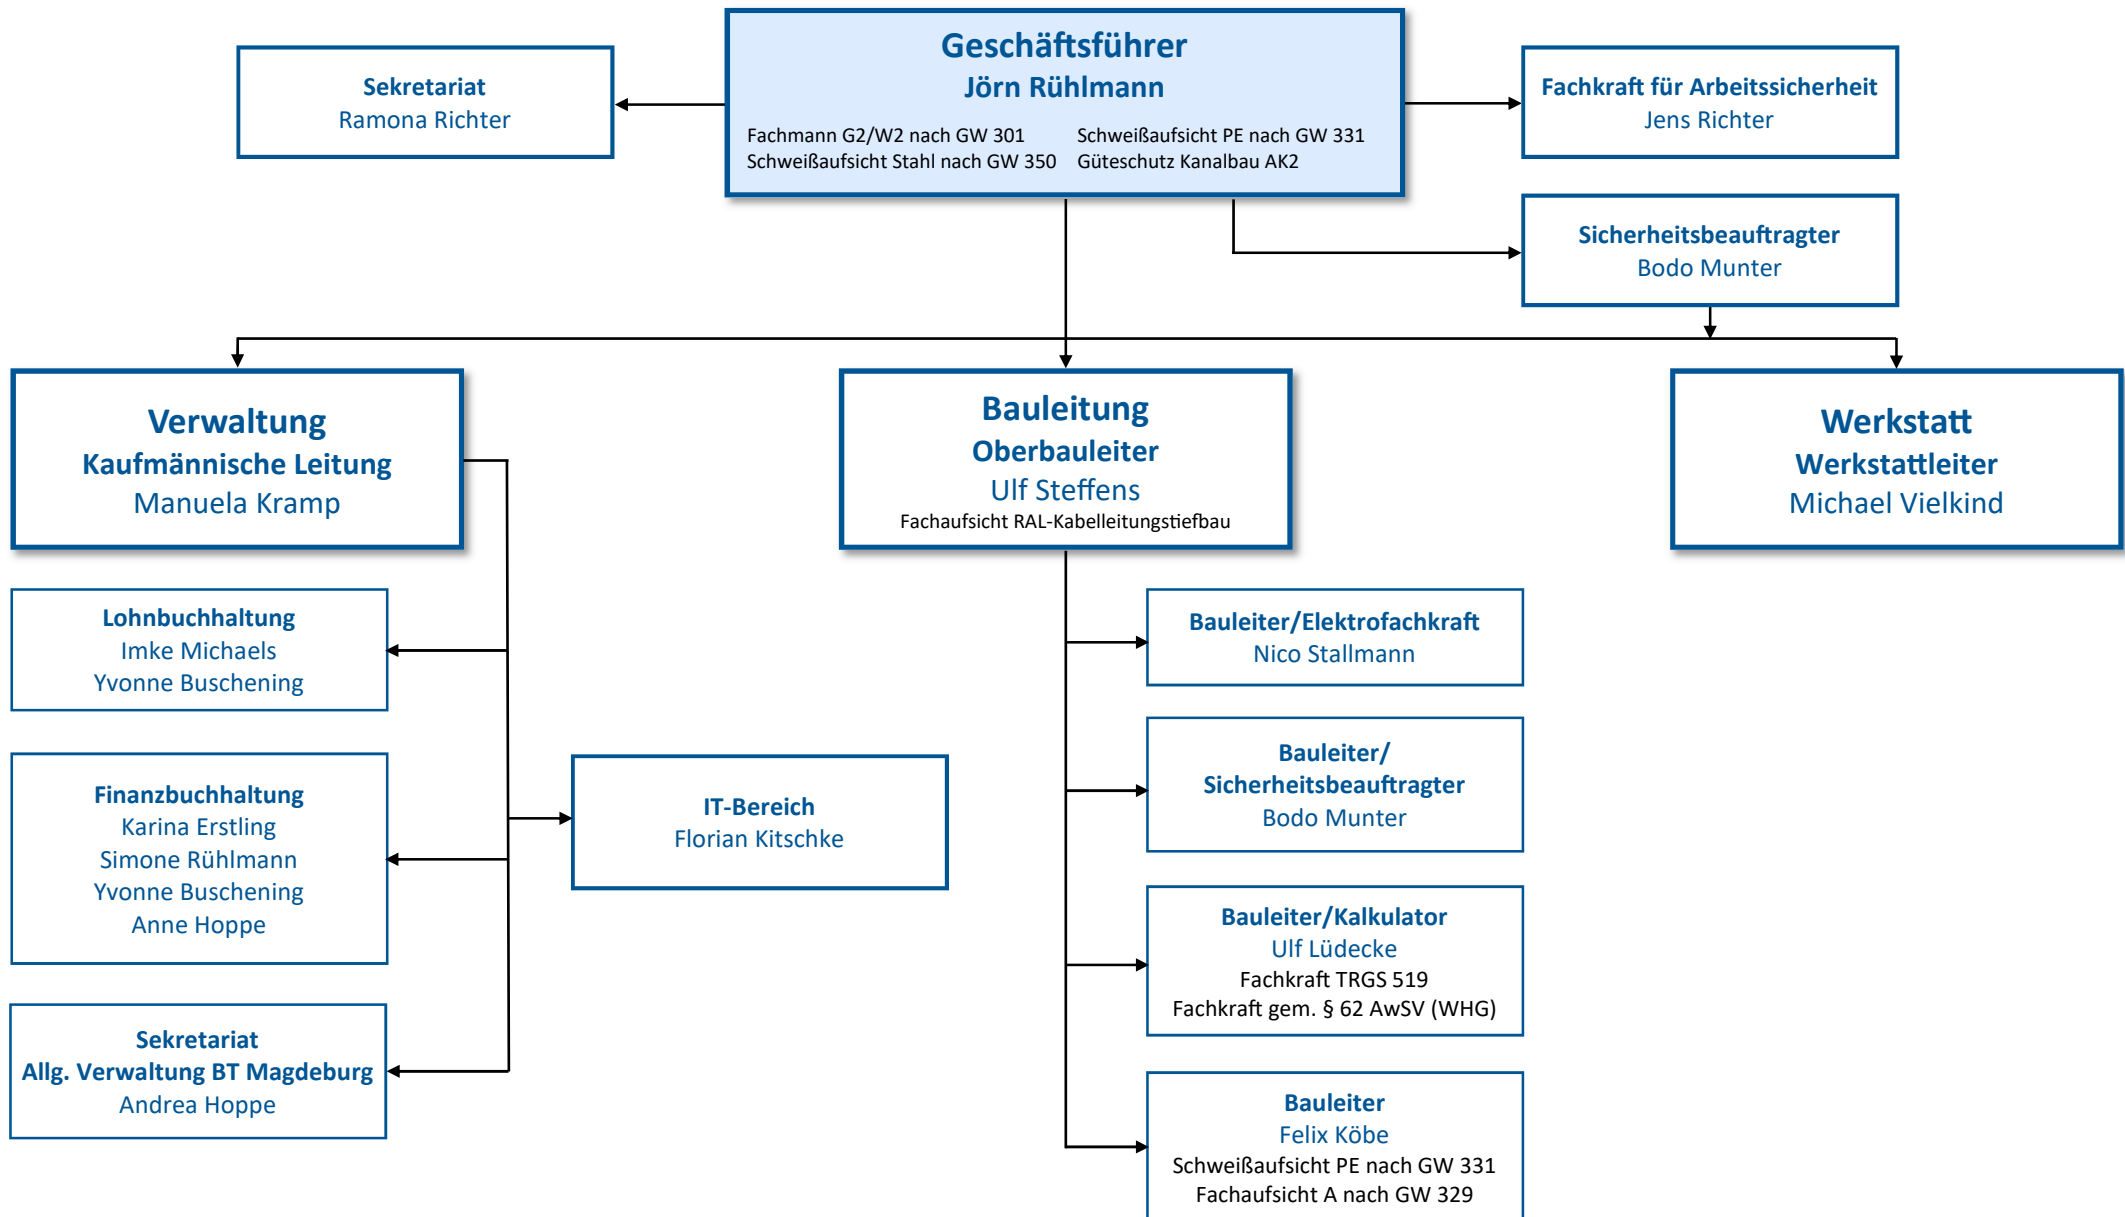 Geschäftsführer
Jörn Rühlmann
Fachmann G2/W2 nach GW 301
Schweißaufsicht PE nach GW 331
Schweißaufsicht Stahl nach GW 350
Güteschutz Kanalbau AK2
Sekretariat
Ramona Richter
Fachkraft für Arbeitssicherheit
Jens Richter
Sicherheitsbeauftragter
Bodo Munter
Verwaltung
Kaufmännische Leitung
Manuela Kramp
Bauleitung
Oberbauleiter
Ulf Steffens
Fachaufsicht RAL-Kabelleitungstiefbau
Werkstatt
Werkstattleiter
Michael Vielkind
Lohnbuchhaltung
Imke Michaels
Yvonne Buschening
Finanzbuchhaltung
Karina Erstling
Simone Rühlmann
Yvonne Buschening
Anne Hoppe
Sekretariat
Allg. Verwaltung BT Magdeburg
Andrea Hoppe
IT-Bereich
Florian Kitschke
Bauleiter/Elektrofachkraft
Nico Stallmann
Bauleiter/
Sicherheitsbeauftragter
Bodo Munter
Bauleiter/Kalkulator
Ulf Lüdecke
Fachkraft TRGS 519
Fachkraft gem. § 62 AwSV (WHG)
Bauleiter
Felix Köbe
Schweißaufsicht PE nach GW 331
Fachaufsicht A nach GW 329